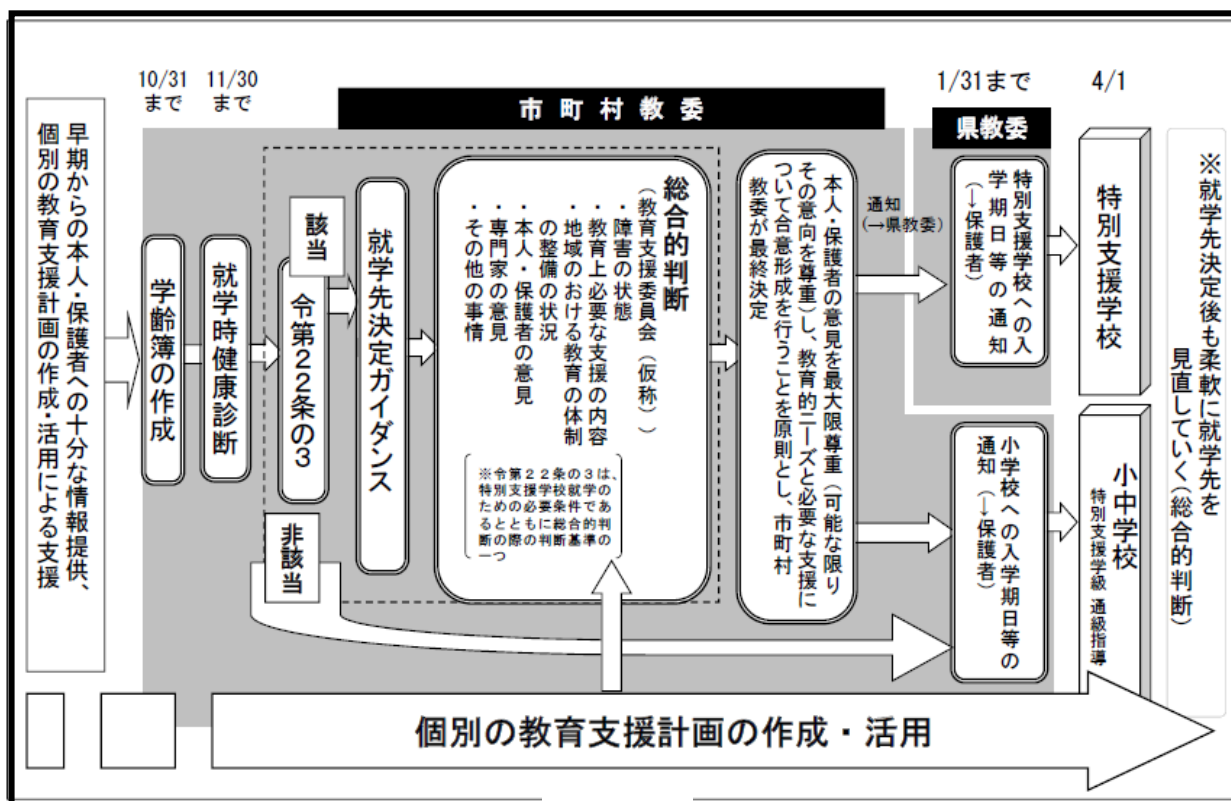 10/31
まで
11/30
まで
1/31まで
4/1
市町村教委
県教委
早期からの本人・保護者への十分な情報提供、
個別の教育支援計画の作成・活用による支援
学齢簿の作成
就学時健康診断
該当
令第22条の3
非該当
就学先決定ガイダンス
総合的判断
(教育支援委員会(仮称))
・障害の状態
・教育上必要な支援の内容
・地域のおける教育の体制
の整備の状況
・本人・保護者の意見
・専門家の意見
・その他の事情
※令第22条の3は、
特別支援学校就学の
ための必要条件であ
るとともに総合的判
断の際の判断基準の
一つ
本人・保護者の意見を最大限尊重(可能な限り
その意向を尊重)し、教育的ニーズと必要な支援に
ついて合意形成を行うことを原則とし、市町村
教委が最終決定
通知
(→県教委)
特別支援学校への入
学期日等の通知
(→保護者)
小学校への入学期日等の
通知(→保護者)
特別支援学校
小中学校
特別支援学級 通級指導
※就学先決定後も柔軟に就学先を
見直していく(総合的判断)
個別の教育支援計画の作成・活用